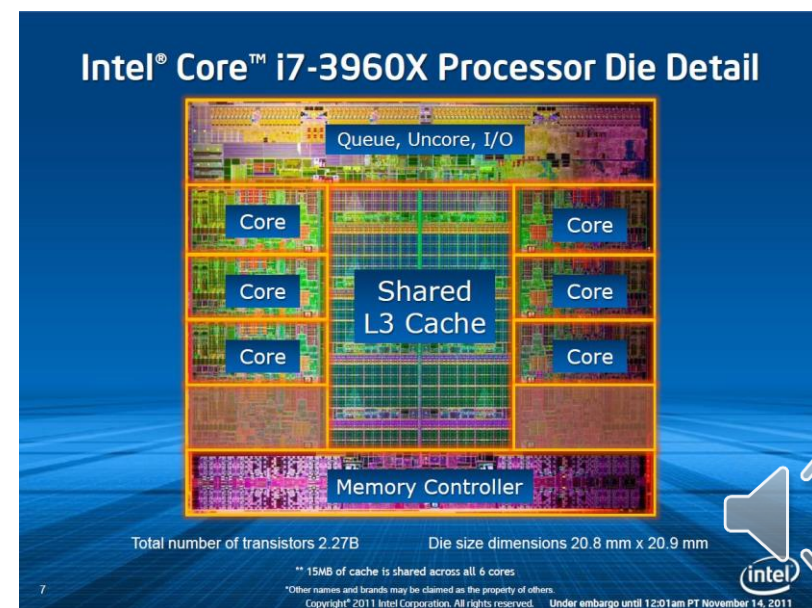 Intel® Core™ i7-3960X Processor Die Detail
Queue, Uncore, I/O
Core
Core
Core
Shared
L3 Cache
Core
Core
Core
Memory Controller
Total number of transistors 2.27B
Die size dimensions 20.8 mm x 20.9 mm
** 15MB of cache is shared across all 6 cores
7
*Other names and brands may be claimed as the property of others.
Copyright© 2011 Intel Corporation. All rights reserved. Under embargo until 12:01am PT November 14, 2011
intel